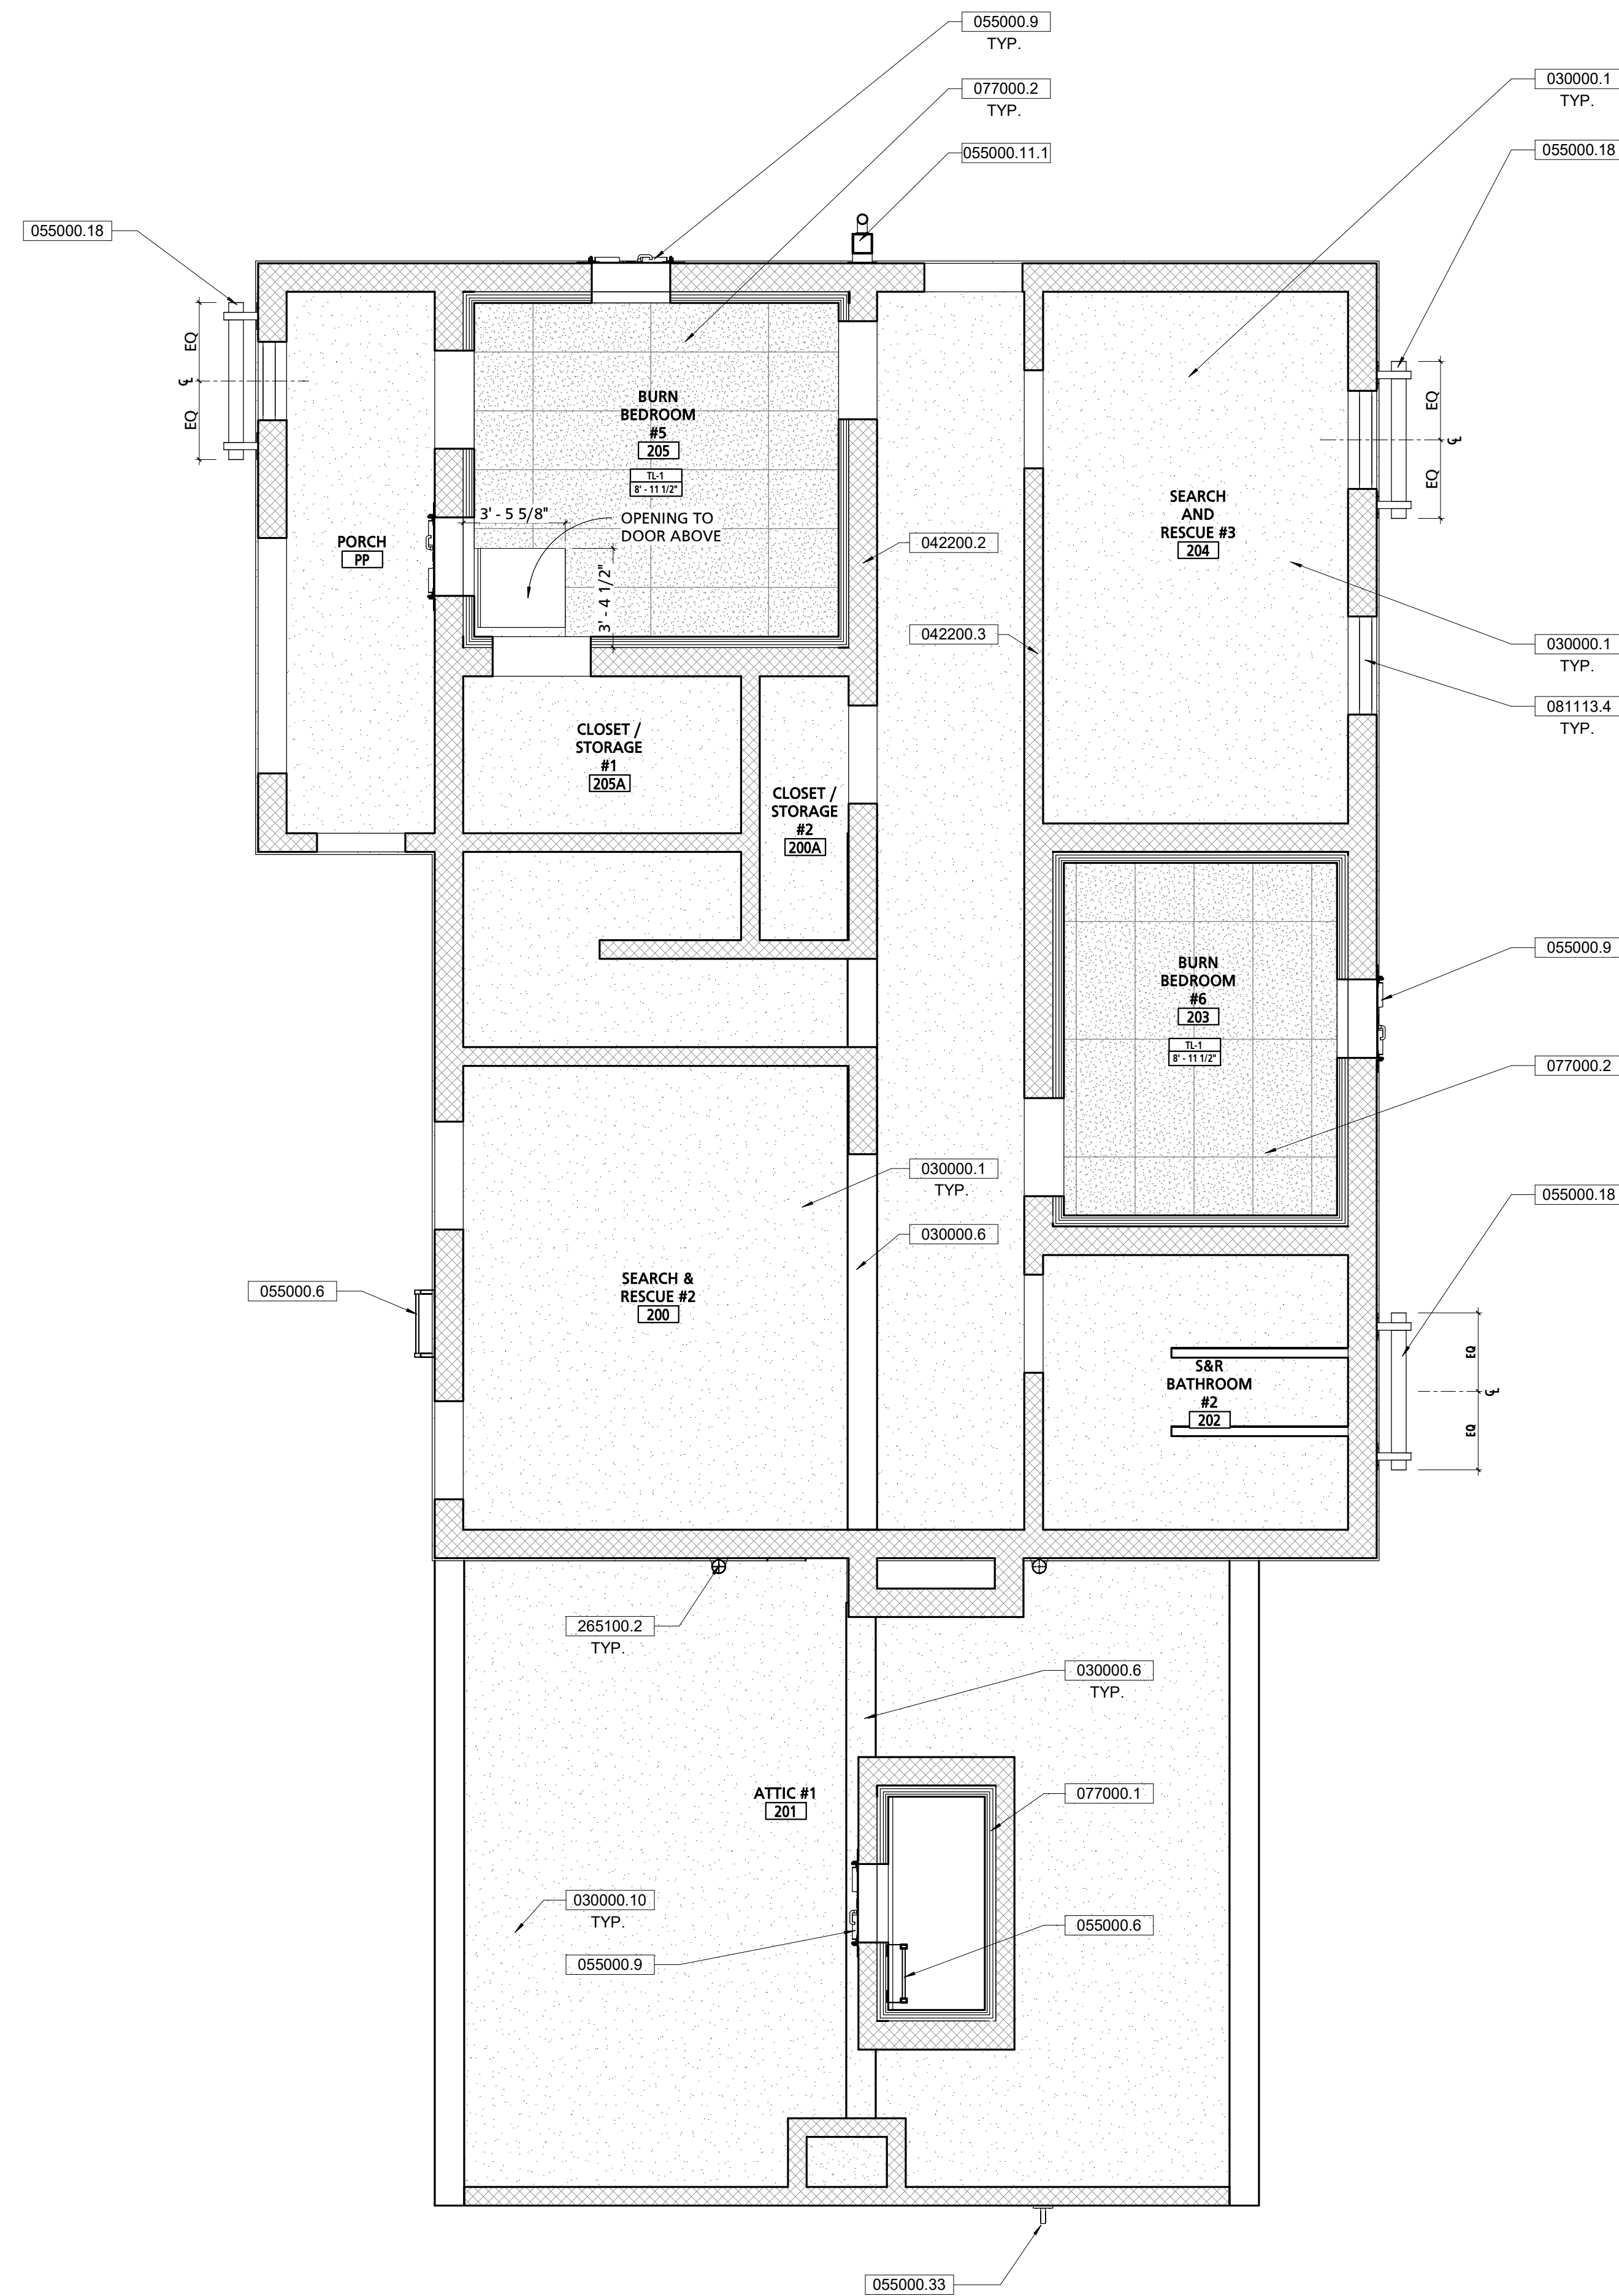 055000.9
TYP.
077000.2
TYP.
055000.11.1
030000.1
TYP.
055000.18
055000.18
EQ
EQ
℄
BURN
BEDROOM
#5
205
TL-1
8' - 11 1/2"
3' - 5 5/8"
OPENING TO
DOOR ABOVE
3' - 4 1/2"
PORCH
PP
EQ
EQ
℄
SEARCH
AND
RESCUE #3
204
042200.2
042200.3
030000.1
TYP.
081113.4
TYP.
CLOSET /
STORAGE
#1
205A
CLOSET /
STORAGE
#2
200A
BURN
BEDROOM
#6
203
TL-1
8' - 11 1/2"
055000.9
077000.2
030000.1
TYP.
055000.18
030000.6
SEARCH &
RESCUE #2
200
055000.6
S&R
BATHROOM
#2
202
EQ
EQ
℄
265100.2
TYP.
030000.6
TYP.
ATTIC #1
201
077000.1
030000.10
TYP.
055000.6
055000.9
055000.33